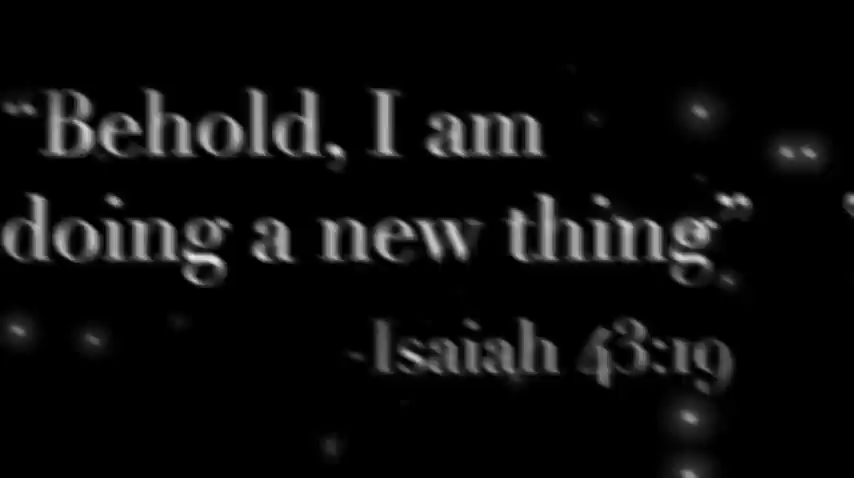 “Behold, I am
doing a new thing”
-Isaiah 43:19